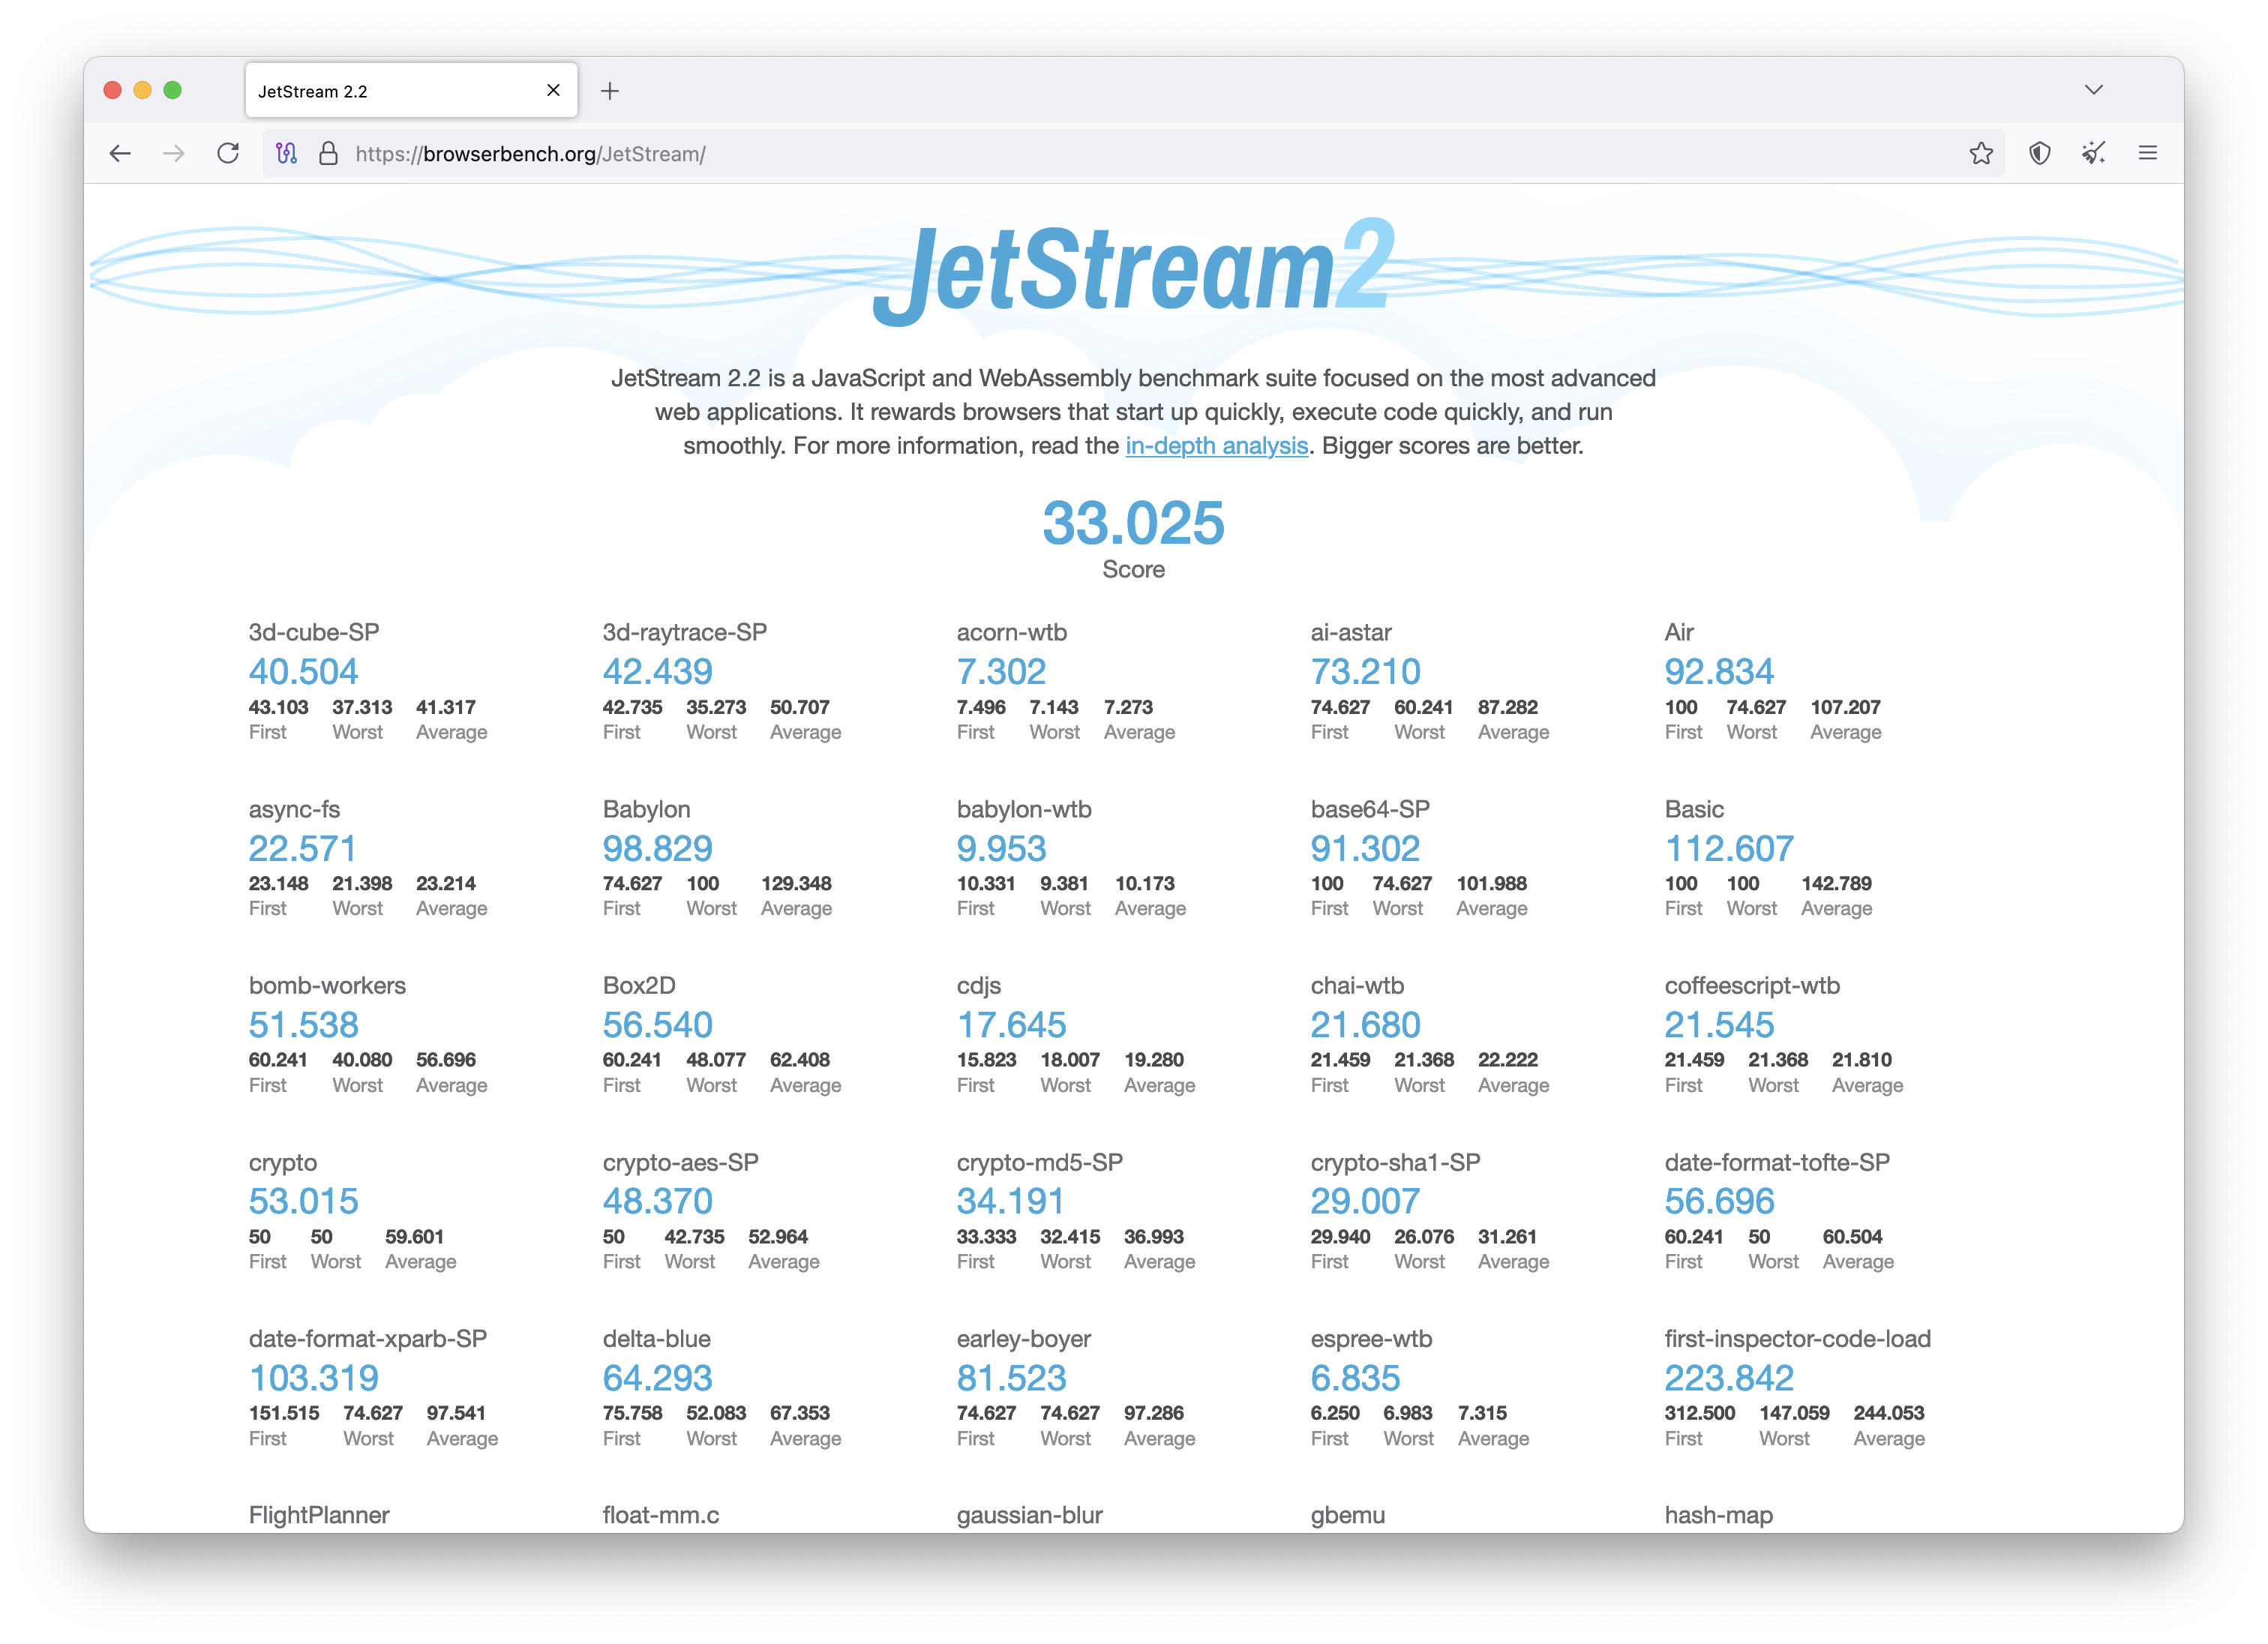 JetStream 2.2
https://browserbench.org/JetStream/
JetStream2
JetStream 2.2 is a JavaScript and WebAssembly benchmark suite focused on the most advanced
web applications. It rewards browsers that start up quickly, execute code quickly, and run
smoothly. For more information, read the in-depth analysis. Bigger scores are better.
33.025
Score
3d-cube-SP
40.504
43.103 37.313 41.317
First Worst Average
3d-raytrace-SP
42.439
42.735 35.273 50.707
First Worst Average
acorn-wtb
7.302
7.496 7.143 7.273
First Worst Average
ai-astar
73.210
74.627 60.241 87.282
First Worst Average
Air
92.834
100 74.627 107.207
First Worst Average
async-fs
22.571
23.148 21.398 23.214
First Worst Average
Babylon
98.829
74.627 100 129.348
First Worst Average
babylon-wtb
9.953
10.331 9.381 10.173
First Worst Average
base64-SP
91.302
100 74.627 101.988
First Worst Average
Basic
112.607
100 100 142.789
First Worst Average
bomb-workers
51.538
60.241 40.080 56.696
First Worst Average
Box2D
56.540
60.241 48.077 62.408
First Worst Average
cdjs
17.645
15.823 18.007 19.280
First Worst Average
chai-wtb
21.680
21.459 21.368 22.222
First Worst Average
coffeescript-wtb
21.545
21.459 21.368 21.810
First Worst Average
crypto
53.015
50 50 59.601
First Worst Average
crypto-aes-SP
48.370
50 42.735 52.964
First Worst Average
crypto-md5-SP
34.191
33.333 32.415 36.993
First Worst Average
crypto-sha1-SP
29.007
29.940 26.076 31.261
First Worst Average
date-format-tofte-SP
56.696
60.241 50 60.504
First Worst Average
date-format-xparb-SP
103.319
151.515 74.627 97.541
First Worst Average
delta-blue
64.293
75.758 52.083 67.353
First Worst Average
earley-boyer
81.523
74.627 74.627 97.286
First Worst Average
espree-wtb
6.835
6.250 6.983 7.315
First Worst Average
first-inspector-code-load
223.842
312.500 147.059 244.053
First Worst Average
FlightPlanner
float-mm.c
gaussian-blur
gbemu
hash-map